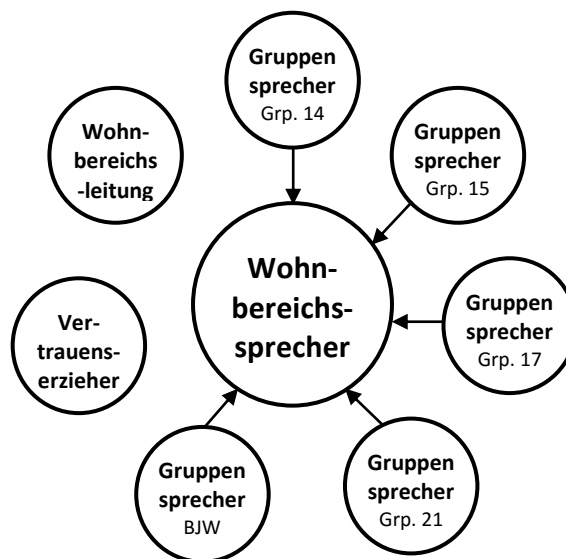 Gruppen
sprecher
Grp. 14
Wohn-
bereichs
-leitung
Gruppen
sprecher
Grp. 15
Wohn-
bereichs-
sprecher
Gruppen
sprecher
Grp. 17
Ver-
trauens-
erzieher
Gruppen
sprecher
BJW
Gruppen
sprecher
Grp. 21